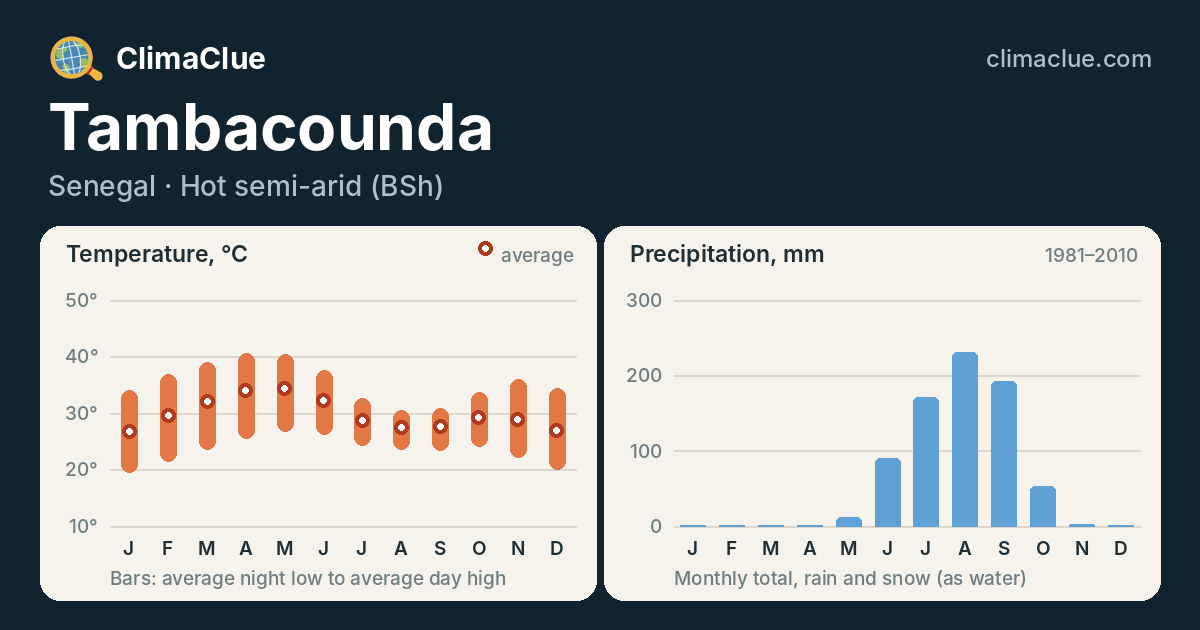 ClimaClue
climaclue.com
Tambacounda
Senegal · Hot semi-arid (BSh)
Temperature, °C
average
50°
40°
30°
20°
10°
J F M A M J J A S O N D
Bars: average night low to average day high
Precipitation, mm
1981–2010
300
200
100
0
J F M A M J J A S O N D
Monthly total, rain and snow (as water)